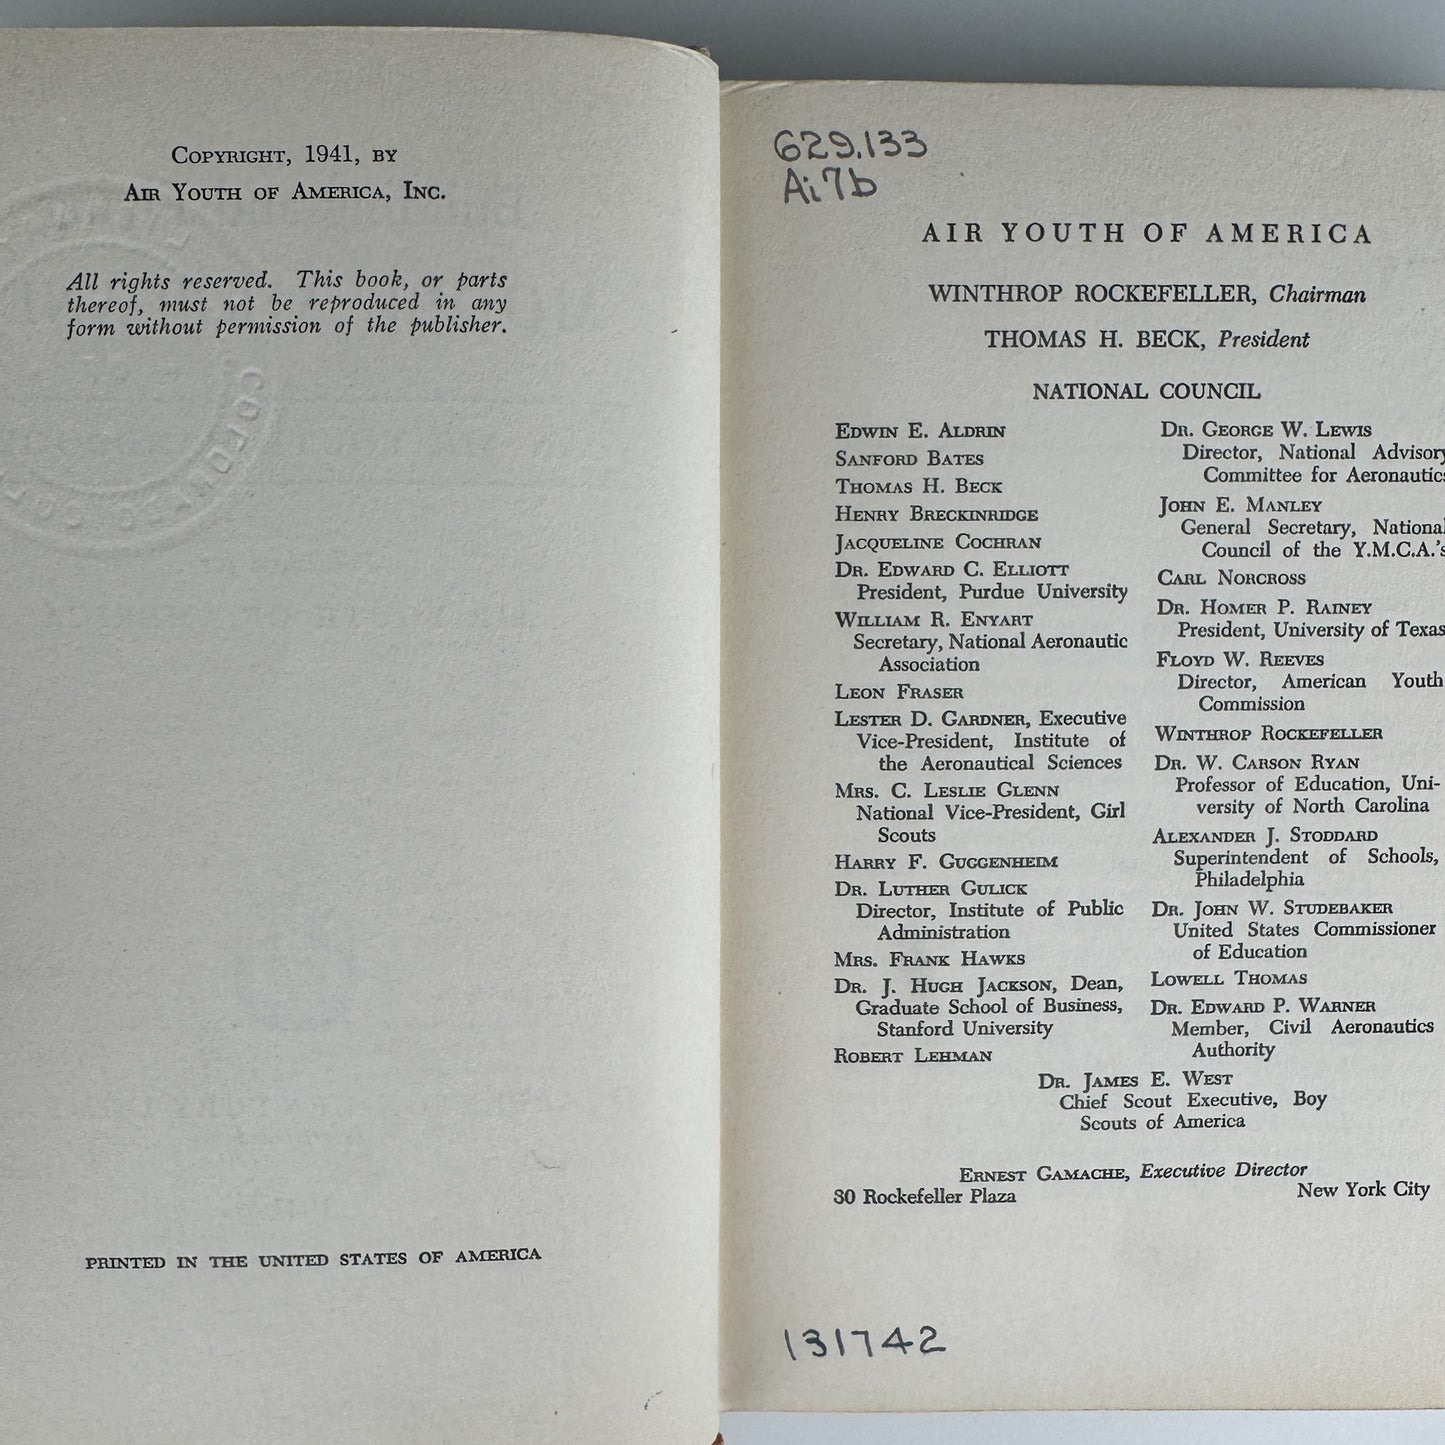 COPYRIGHT, 1941, BY
AIR YOUTH OF AMERICA, INC.
All rights reserved. This book, or parts
thereof, must not be reproduced in any
form without permission of the publisher.
PRINTED IN THE UNITED STATES OF AMERICA
629.133
Ai7b
AIR YOUTH OF AMERICA
WINTHROP ROCKEFELLER, Chairman
THOMAS H. BECK, President
NATIONAL COUNCIL
EDWIN E. ALDRIN
SANFORD BATES
THOMAS H. BECK
HENRY BRECKINRIDGE
JACQUELINE COCHRAN
DR. EDWARD C. ELLIOTT
President, Purdue University
WILLIAM R. ENYART
Secretary, National Aeronautic
Association
LEON FRASER
LESTER D. GARDNER, Executive
Vice-President, Institute of
the Aeronautical Sciences
MRS. C. LESLIE GLENN
National Vice-President, Girl
Scouts
HARRY F. GUGGENHEIM
DR. LUTHER GULICK
Director, Institute of Public
Administration
MRS. FRANK HAWKS
DR. J. HUGH JACKSON, Dean,
Graduate School of Business,
Stanford University
ROBERT LEHMAN
DR. GEORGE W. LEWIS
Director, National Advisory
Committee for Aeronautics
JOHN E. MANLEY
General Secretary, National
Council of the Y.M.C.A.'s
CARL NORCROSS
DR. HOMER P. RAINEY
President, University of Texas
FLOYD W. REEVES
Director, American Youth
Commission
WINTHROP ROCKEFELLER
DR. W. CARSON RYAN
Professor of Education, Uni-
versity of North Carolina
ALEXANDER J. STODDARD
Superintendent of Schools,
Philadelphia
DR. JOHN W. STUDEBAKER
United States Commissioner
of Education
LOWELL THOMAS
DR. EDWARD P. WARNER
Member, Civil Aeronautics
Authority
DR. JAMES E. WEST
Chief Scout Executive, Boy
Scouts of America
ERNEST GAMACHE, Executive Director
30 Rockefeller Plaza New York City
131742